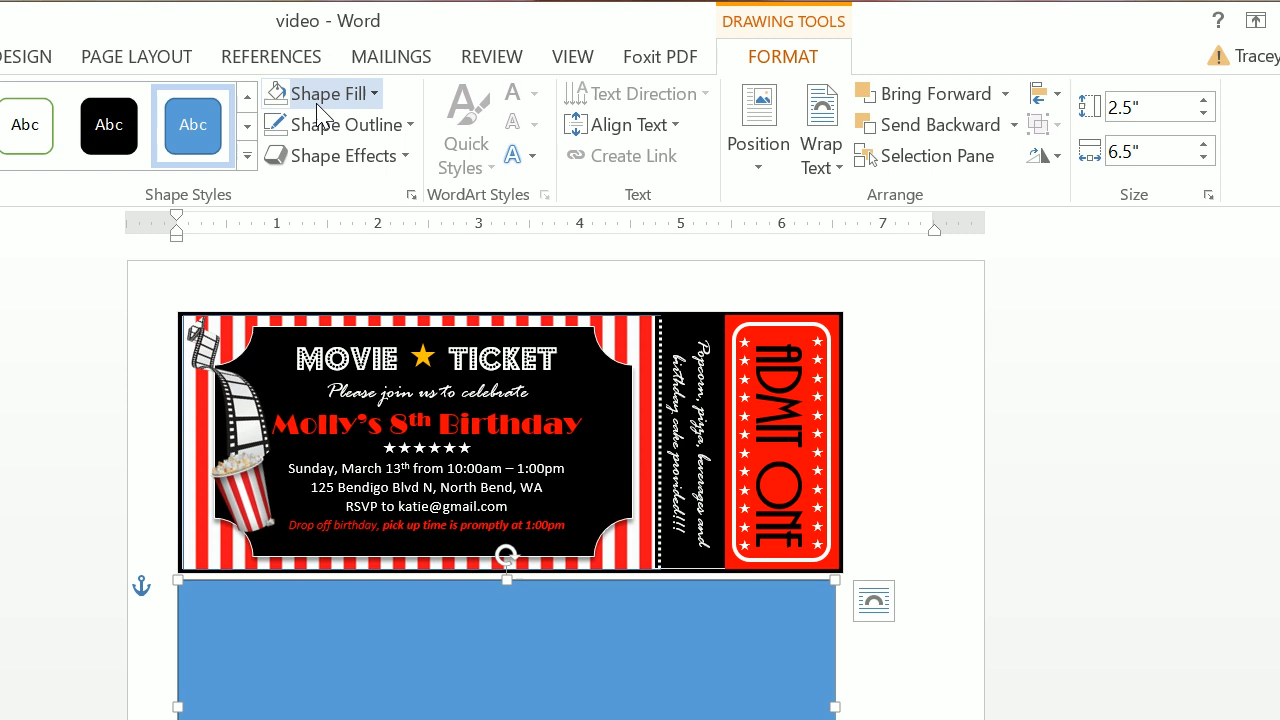 video - Word
DRAWING TOOLS
?
DESIGN PAGE LAYOUT REFERENCES MAILINGS REVIEW VIEW Foxit PDF FORMAT Tracey
Abc Abc Abc
Shape Fill
Shape Outline
Shape Effects
Shape Styles
A
Quick
Styles
A
A
A
WordArt Styles
Text Direction
Align Text
Create Link
Text
Position
Wrap
Text
Bring Forward
Send Backward
Selection Pane
Arrange
2.5"
6.5"
Size
1 2 3 4 5 6 7
MOVIE TICKET
Please join us to celebrate
Molly's 8th Birthday
Sunday, March 13th from 10:00am – 1:00pm
125 Bendigo Blvd N, North Bend, WA
RSVP to katie@gmail.com
Drop off birthday, pick up time is promptly at 1:00pm
Popcorn, pizza, beverages and
birthday cake provided!!!
ADMIT ONE